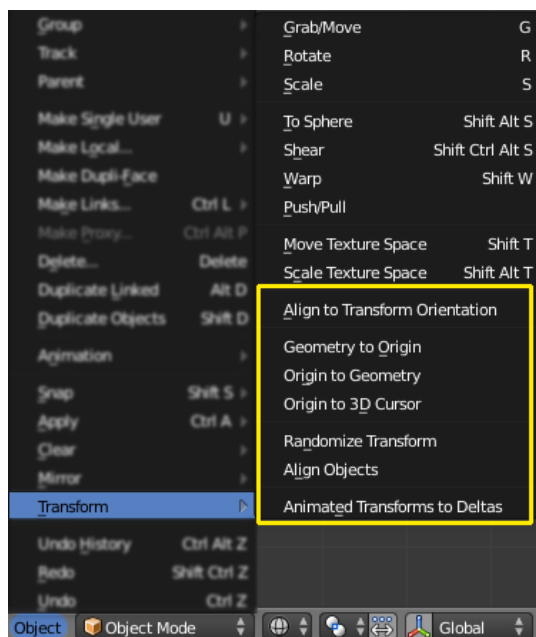 Group
Track
Parent
Make Single User U
Make Local...
Make Dupli-Face
Make Links... Ctrl L
Make Proxy... Ctrl Alt P
Delete... Delete
Duplicate Linked Alt D
Duplicate Objects Shift D
Animation
Snap Shift S
Apply Ctrl A
Clear
Mirror
Transform
Undo History Ctrl Alt Z
Redo Shift Ctrl Z
Undo Ctrl Z
Grab/Move G
Rotate R
Scale S
To Sphere Shift Alt S
Shear Shift Ctrl Alt S
Warp Shift W
Push/Pull
Move Texture Space Shift T
Scale Texture Space Shift Alt T
Align to Transform Orientation
Geometry to Origin
Origin to Geometry
Origin to 3D Cursor
Randomize Transform
Align Objects
Animated Transforms to Deltas
Object Object Mode Global